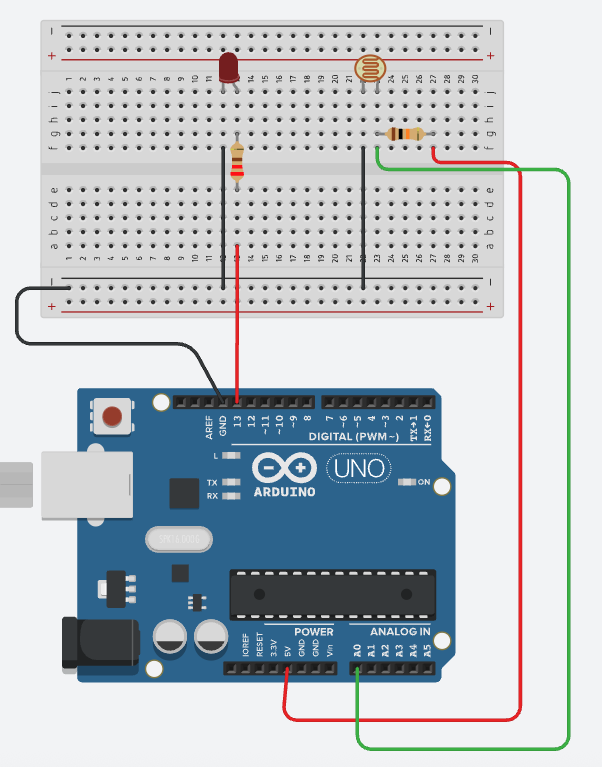 - -
+ +
1 2 3 4 5 6 7 8 9 10 11 12 13 14 15 16 17 18 19 20 21 22 23 24 25 26 27 28 29 30
j j
i i
h h
g g
f f
e e
d d
c c
b b
a a
1 2 3 4 5 6 7 8 9 10 11 12 13 14 15 16 17 18 19 20 21 22 23 24 25 26 27 28 29 30
- -
+ +
AREF GND 13 12 ~11 ~10 ~9 8 7 ~6 ~5 4 ~3 2 TX→1 RX←0
DIGITAL (PWM ~)
L
TX
RX
ARDUINO
UNO
ON
POWER
ANALOG IN
IOREF RESET 3.3V 5V GND GND Vin A0 A1 A2 A3 A4 A5